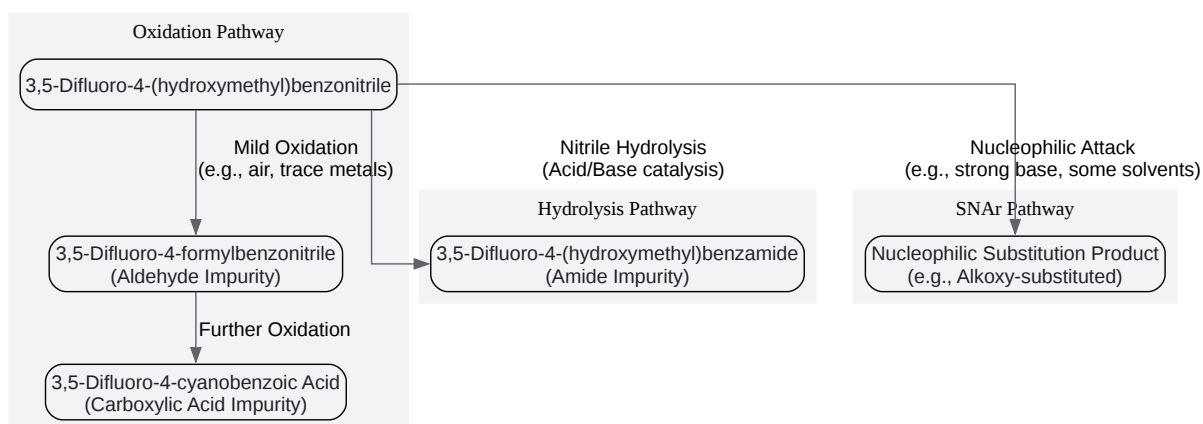 Oxidation Pathway
3,5-Difluoro-4-(hydroxymethyl)benzonitrile
Mild Oxidation
(e.g., air, trace metals)
Nitrile Hydrolysis
(Acid/Base catalysis)
Nucleophilic Attack
(e.g., strong base, some solvents)
Hydrolysis Pathway
SNAr Pathway
3,5-Difluoro-4-formylbenzonitrile
(Aldehyde Impurity)
3,5-Difluoro-4-(hydroxymethyl)benzamide
(Amide Impurity)
Nucleophilic Substitution Product
(e.g., Alkoxy-substituted)
Further Oxidation
3,5-Difluoro-4-cyanobenzoic Acid
(Carboxylic Acid Impurity)